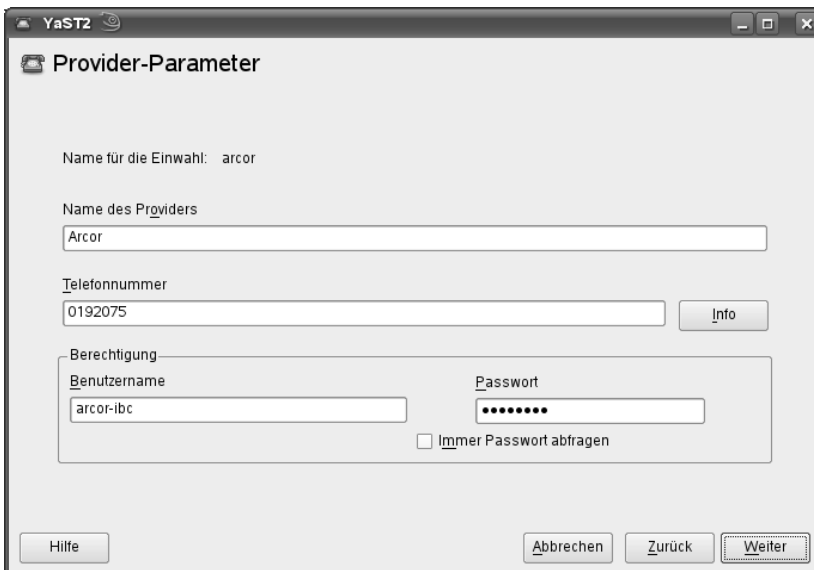 YaST2
Provider-Parameter
Name für die Einwahl: arcor
Name des Providers
Arcor
Telefonnummer
0192075
Info
Berechtigung
Benutzername
Passwort
arcor-ibc
••••••••
Immer Passwort abfragen
Hilfe
Abbrechen
Zurück
Weiter